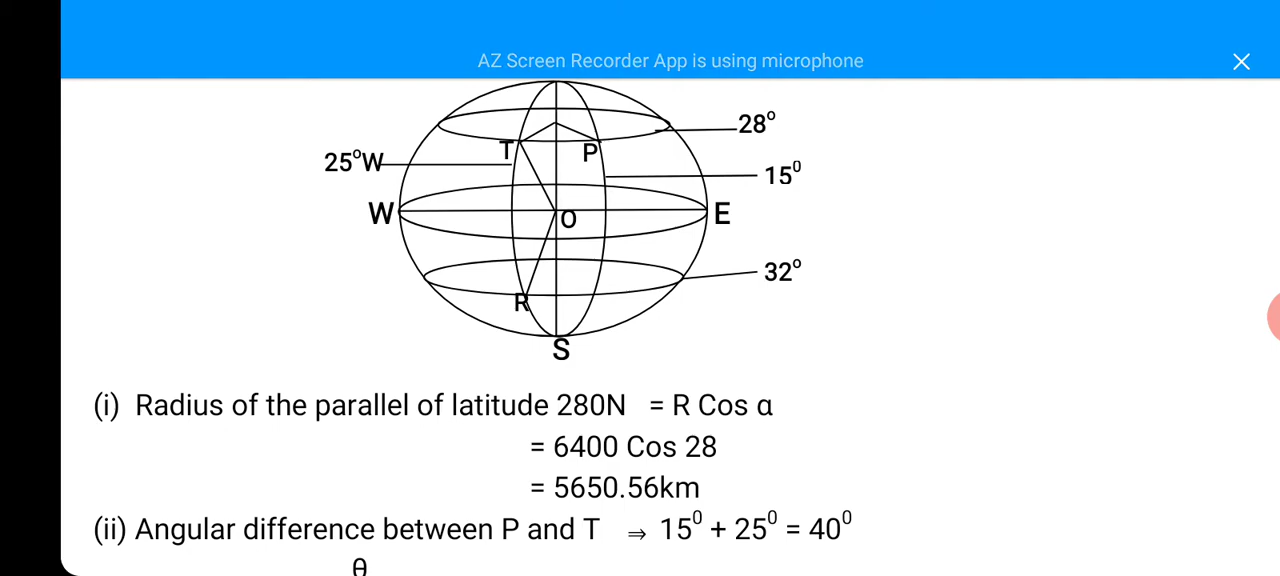 AZ Screen Recorder App is using microphone
28°
T
P
25°W
15⁰
W
O
E
32°
R
S
(i) Radius of the parallel of latitude 280N = R Cos α
= 6400 Cos 28
= 5650.56km
(ii) Angular difference between P and T ⇒ 15⁰ + 25⁰ = 40⁰
θ